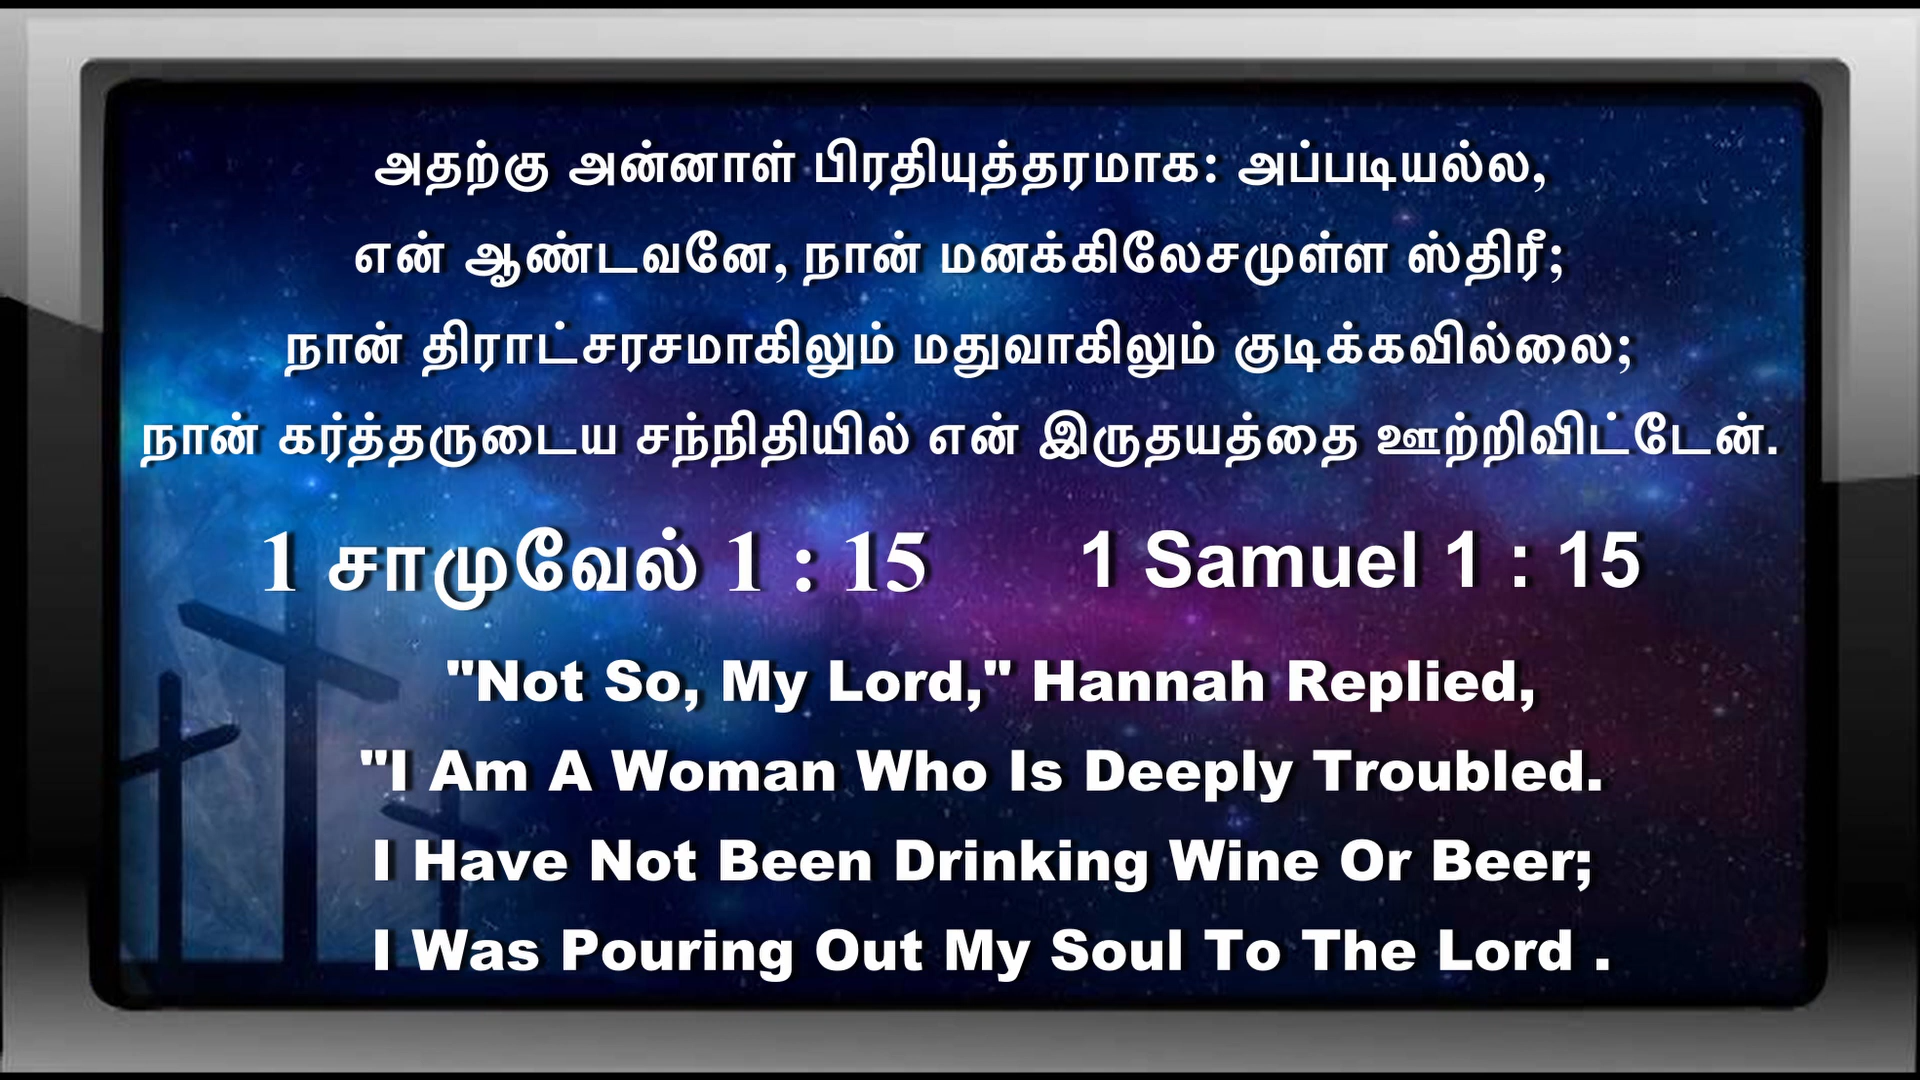 அதற்கு அன்னாள் பிரதியுத்தரமாக: அப்படியல்ல,
என் ஆண்டவனே, நான் மனக்கிலேசமுள்ள ஸ்திரீ;
நான் திராட்சரசமாகிலும் மதுவாகிலும் குடிக்கவில்லை;
நான் கர்த்தருடைய சந்நிதியில் என் இருதயத்தை ஊற்றிவிட்டேன்.
1 சாமுவேல் 1 : 15 1 Samuel 1 : 15
"Not So, My Lord," Hannah Replied,
"I Am A Woman Who Is Deeply Troubled.
I Have Not Been Drinking Wine Or Beer;
I Was Pouring Out My Soul To The Lord .